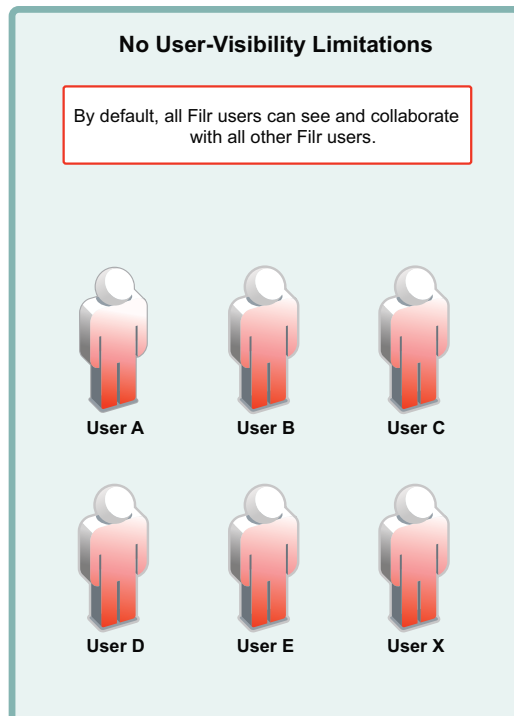 No User-Visibility Limitations
By default, all Filr users can see and collaborate
with all other Filr users.
User A
User B
User C
User D
User E
User X